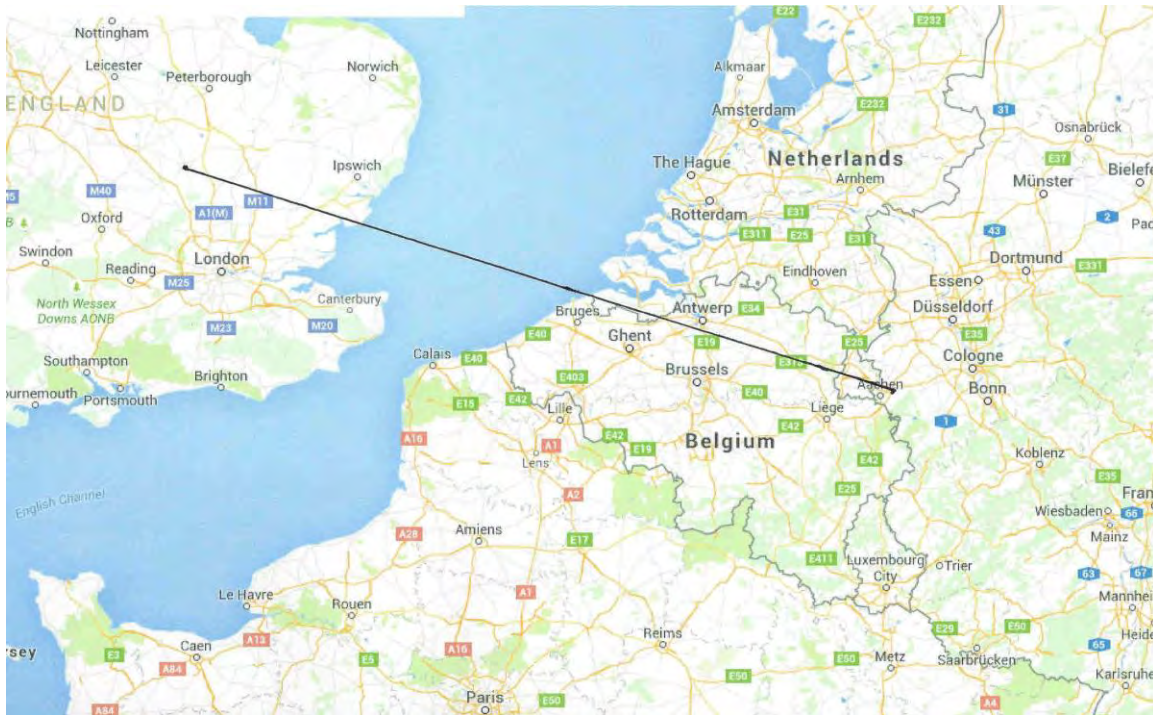 E22
Nottingham
E232
Leicester
Peterborough
Norwich
Alkmaar
ENGLAND
Amsterdam
E232
31
Osnabrück
The Hague
Netherlands
E37
Ipswich
Arnhem
Münster
Bielefe
M40
M11
Rotterdam
A1(M)
E31
2
Oxford
E311
E25
E31
43
Pad
Swindon
London
Eindhoven
Dortmund
Reading
M25
Essen
E331
North Wessex
Downs AONB
Canterbury
Bruges
Antwerp
E34
Düsseldorf
M23
M20
E40
Ghent
E19
E25
E35
Southampton
Calais
E40
E403
E313
Cologne
Brighton
Brussels
E40
Aachen
Bonn
ournemouth
Portsmouth
E15
E42
Lille
Liège
E42
1
A16
A1
E42
E19
Belgium
Lens
E42
Koblenz
E35
English Channel
A2
E25
Fran
Wiesbaden
66
A28
Amiens
E17
Mainz
E411
Luxembourg
City
Trier
63
67
Le Havre
Rouen
A1
Mannhei
E29
E50
Heide
rsey
E3
Caen
A13
A16
Reims
65
A84
E5
E50
Metz
Saarbrücken
E50
Karlsruhe
A84
Paris
E50
A4